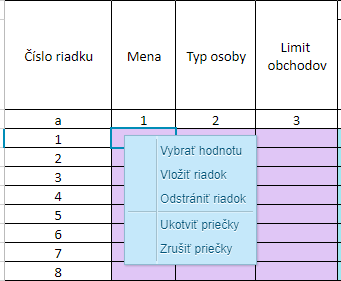 Číslo riadku Mena Typ osoby Limit
obchodov
a 1 2 3
1
2 Vybrať hodnotu
3 Vložiť riadok
4 Odstrániť riadok
5
6 Ukotviť priečky
7 Zrušiť priečky
8